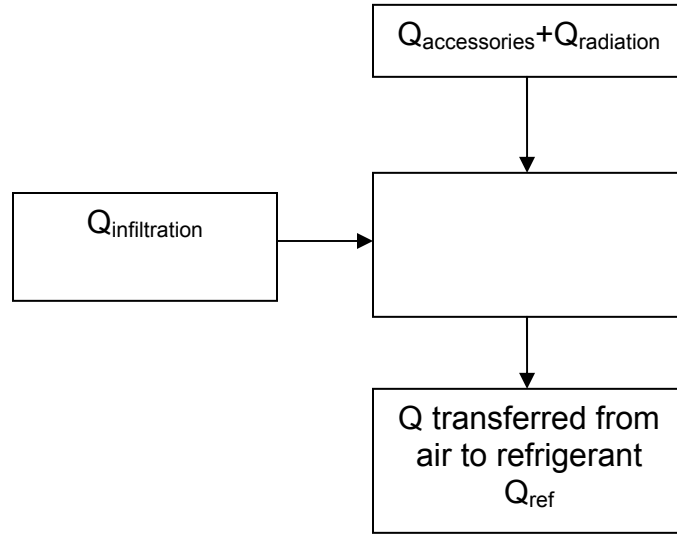 Qaccessories+Qradiation
Qinfiltration
Q transferred from
air to refrigerant
Qref